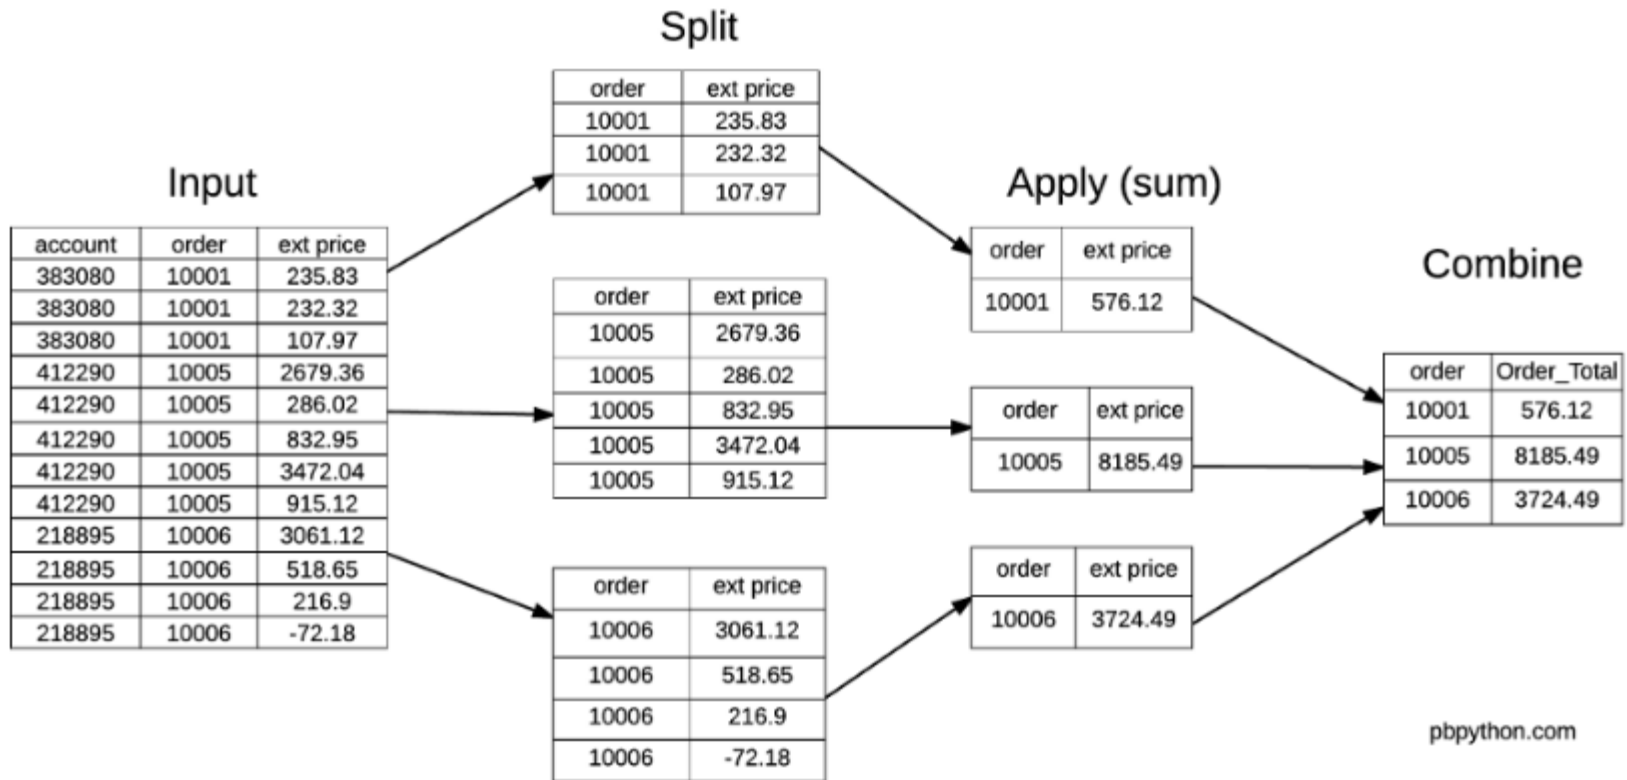 Split
order ext price
10001 235.83
10001 232.32
10001 107.97
Input
account order ext price
383080 10001 235.83
383080 10001 232.32
383080 10001 107.97
412290 10005 2679.36
412290 10005 286.02
412290 10005 832.95
412290 10005 3472.04
412290 10005 915.12
218895 10006 3061.12
218895 10006 518.65
218895 10006 216.9
218895 10006 -72.18
order ext price
10005 2679.36
10005 286.02
10005 832.95
10005 3472.04
10005 915.12
order ext price
10006 3061.12
10006 518.65
10006 216.9
10006 -72.18
Apply (sum)
order ext price
10001 576.12
order ext price
10005 8185.49
order ext price
10006 3724.49
Combine
order Order_Total
10001 576.12
10005 8185.49
10006 3724.49
pbpython.com